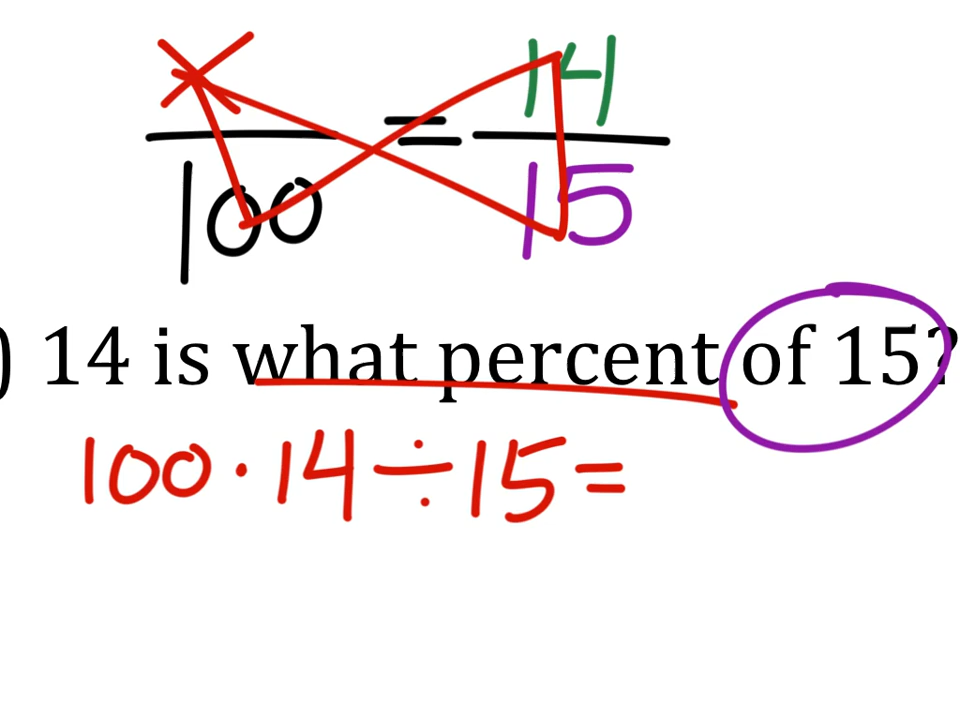 x = 14
100 15
) 14 is what percent of 15?
100 · 14 ÷ 15 =